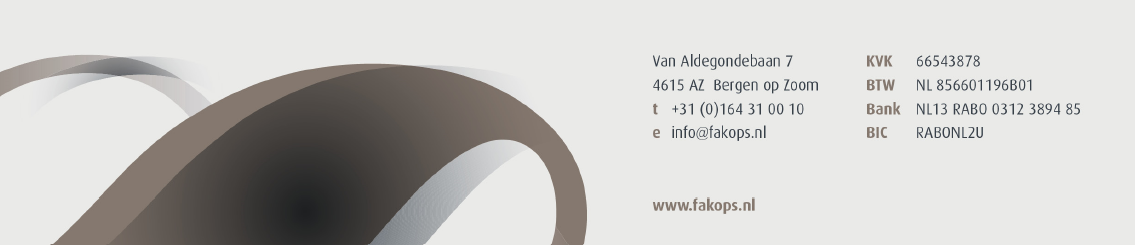 Van Aldegondebaan 7
4615 AZ Bergen op Zoom
t +31 (0)164 31 00 10
e info@fakops.nl
www.fakops.nl
KVK 66543878
BTW NL 856601196B01
Bank NL13 RABO 0312 3894 85
BIC RABONL2U